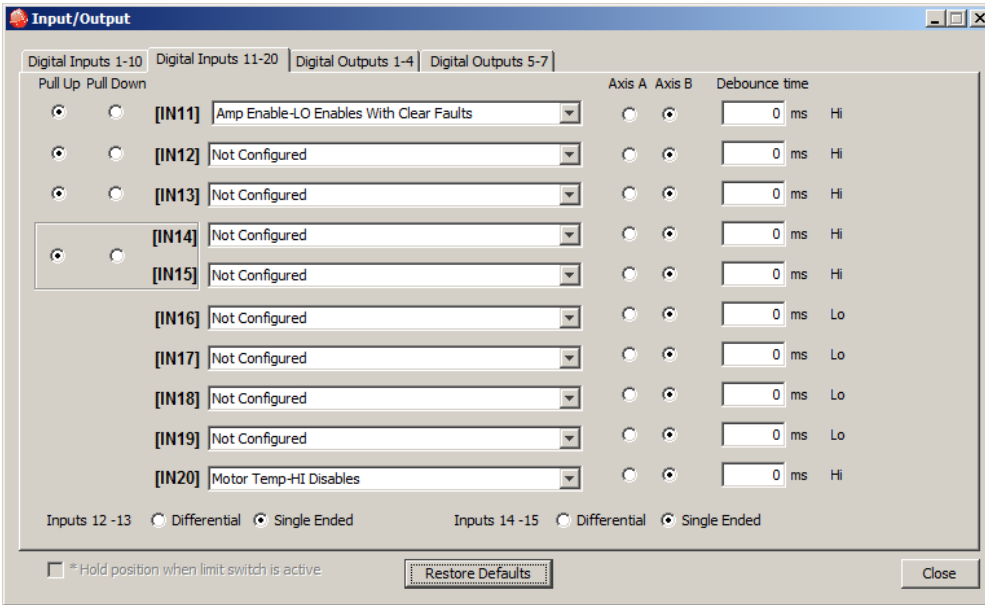 Input/Output
Digital Inputs 1-10 Digital Inputs 11-20 Digital Outputs 1-4 Digital Outputs 5-7
Pull Up Pull Down Axis A Axis B Debounce time
[IN11] Amp Enable-LO Enables With Clear Faults 0 ms Hi
[IN12] Not Configured 0 ms Hi
[IN13] Not Configured 0 ms Hi
[IN14] Not Configured 0 ms Hi
[IN15] Not Configured 0 ms Hi
[IN16] Not Configured 0 ms Lo
[IN17] Not Configured 0 ms Lo
[IN18] Not Configured 0 ms Lo
[IN19] Not Configured 0 ms Lo
[IN20] Motor Temp-HI Disables 0 ms Hi
Inputs 12 -13 Differential Single Ended Inputs 14 -15 Differential Single Ended
* Hold position when limit switch is active Restore Defaults Close